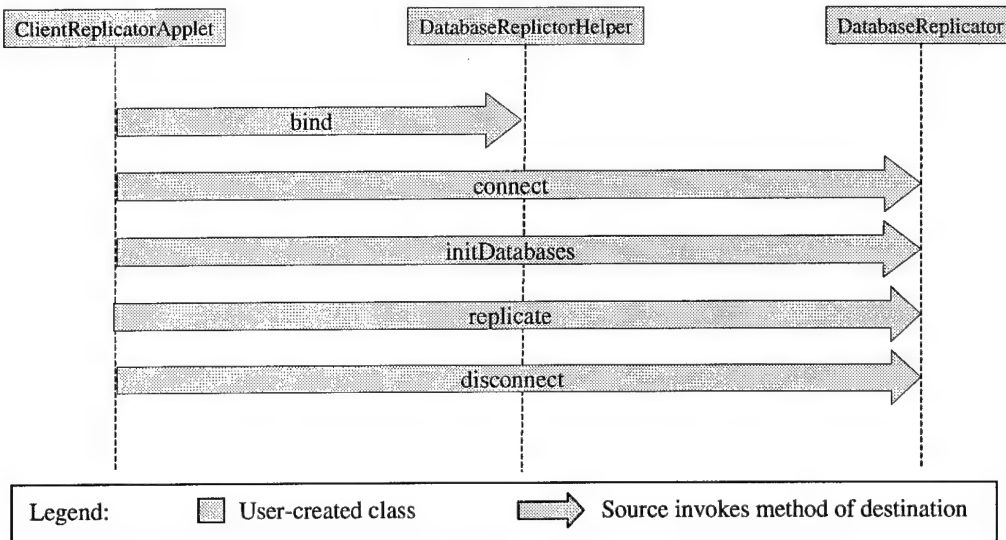 ClientReplicatorApplet
DatabaseReplictorHelper
DatabaseReplicator
bind
connect
initDatabases
replicate
disconnect
Legend:
User-created class
Source invokes method of destination